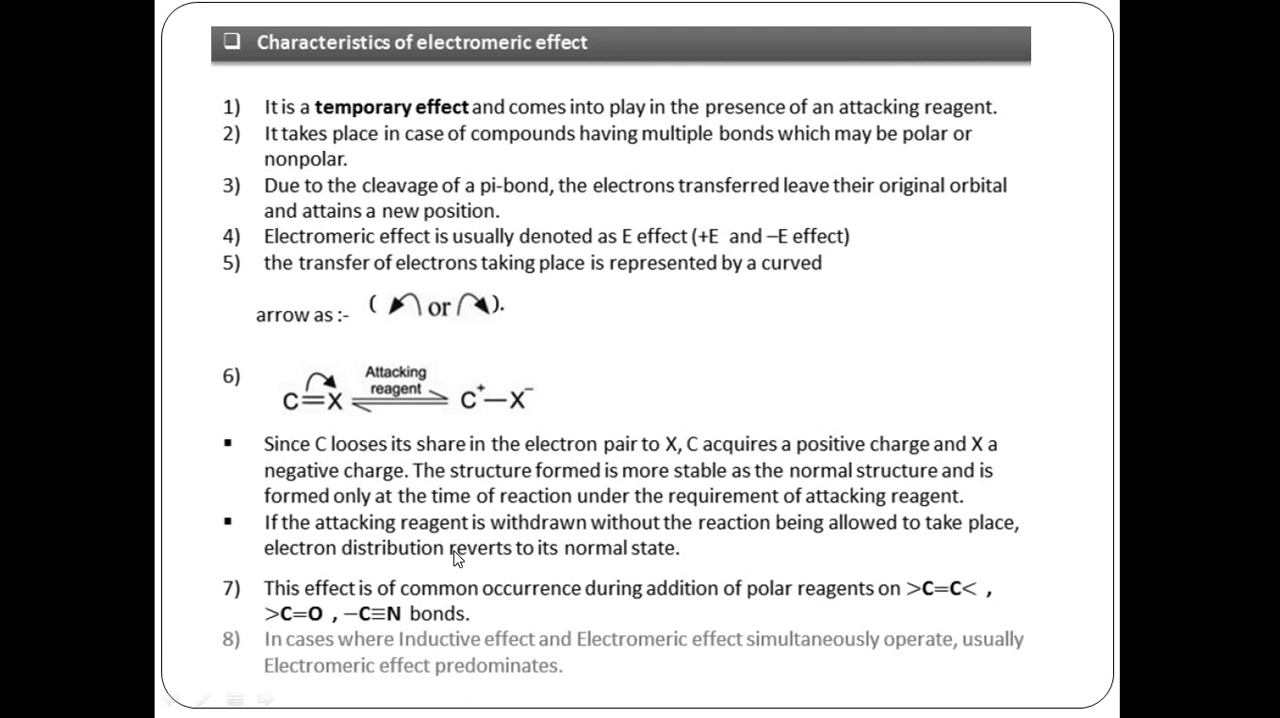 ❑ Characteristics of electromeric effect
1) It is a temporary effect and comes into play in the presence of an attacking reagent.
2) It takes place in case of compounds having multiple bonds which may be polar or
nonpolar.
3) Due to the cleavage of a pi-bond, the electrons transferred leave their original orbital
and attains a new position.
4) Electromeric effect is usually denoted as E effect (+E and –E effect)
5) the transfer of electrons taking place is represented by a curved
arrow as :- ( or ).
6) C=X Attacking reagent C⁺—X⁻
▪ Since C looses its share in the electron pair to X, C acquires a positive charge and X a
negative charge. The structure formed is more stable as the normal structure and is
formed only at the time of reaction under the requirement of attacking reagent.
▪ If the attacking reagent is withdrawn without the reaction being allowed to take place,
electron distribution reverts to its normal state.
7) This effect is of common occurrence during addition of polar reagents on >C=C< ,
>C=O , –C≡N bonds.
8) In cases where Inductive effect and Electromeric effect simultaneously operate, usually
Electromeric effect predominates.